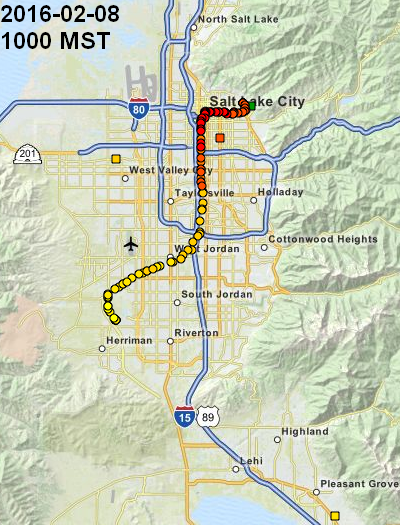 2016-02-08
1000 MST
North Salt Lake
80
Salt Lake City
201
West Valley City
Taylorsville
Holladay
Cottonwood Heights
West Jordan
South Jordan
Riverton
Herriman
15
89
Highland
Lehi
Pleasant Grove